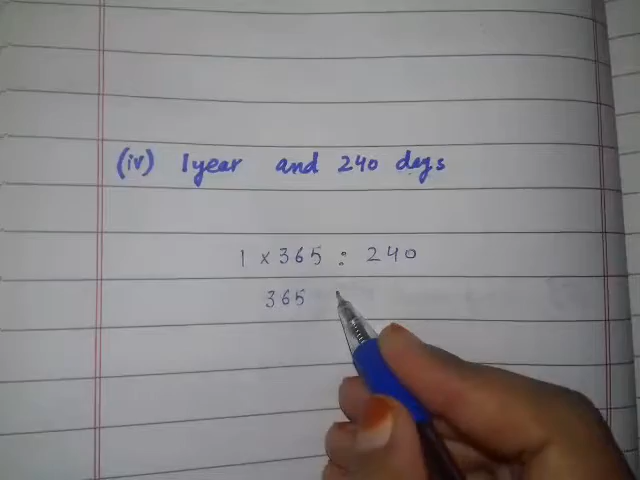 (iv) 1year and 240 days
1 × 365 : 240
365